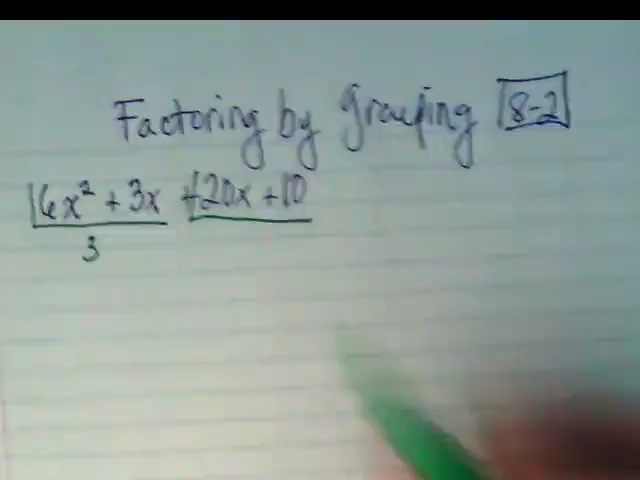 Factoring by grouping 8-2
6x² + 3x + 20x + 10
3